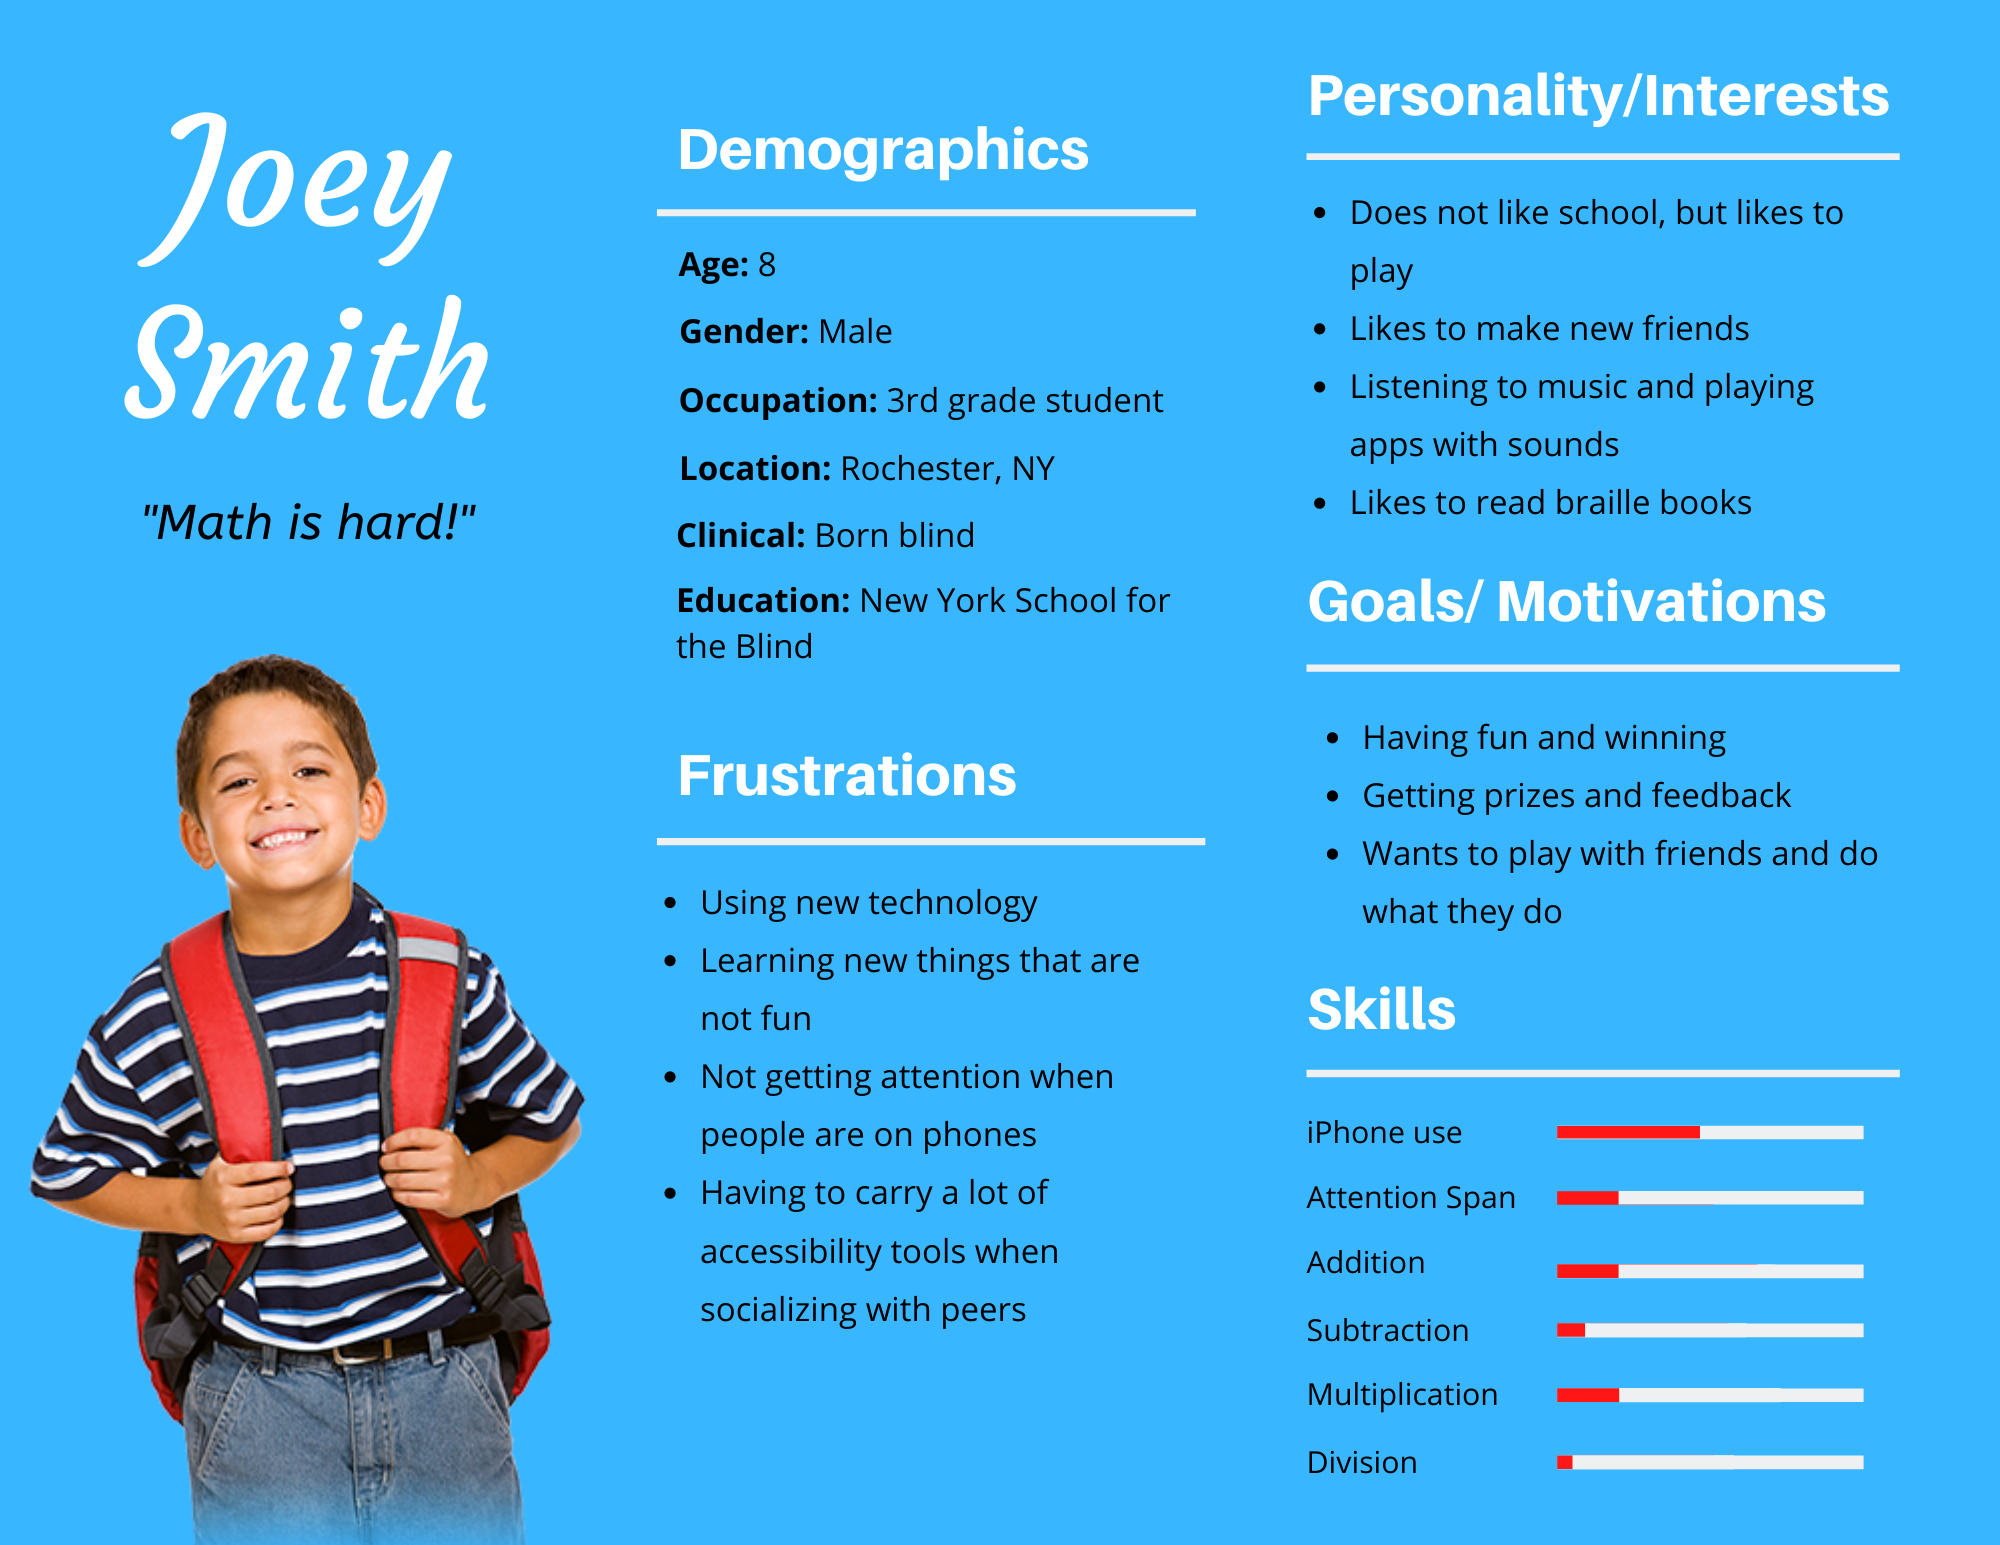 Joey
Smith
"Math is hard!"
Demographics
Age: 8
Gender: Male
Occupation: 3rd grade student
Location: Rochester, NY
Clinical: Born blind
Education: New York School for
the Blind
Frustrations
• Using new technology
• Learning new things that are
not fun
• Not getting attention when
people are on phones
• Having to carry a lot of
accessibility tools when
socializing with peers
Personality/Interests
• Does not like school, but likes to
play
• Likes to make new friends
• Listening to music and playing
apps with sounds
• Likes to read braille books
Goals/ Motivations
• Having fun and winning
• Getting prizes and feedback
• Wants to play with friends and do
what they do
Skills
iPhone use
Attention Span
Addition
Subtraction
Multiplication
Division